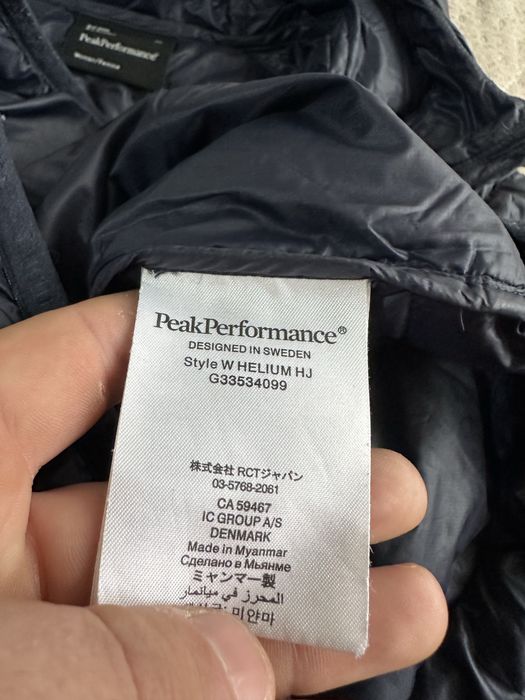 PeakPerformance®
PeakPerformance®
DESIGNED IN SWEDEN
Style W HELIUM HJ
G33534099
株式会社 RCTジャパン
03-5768-2061
CA 59467
IC GROUP A/S
DENMARK
Made in Myanmar
Сделано в Мьянме
ミャンマー製
المحرز في ميانمار
미얀마